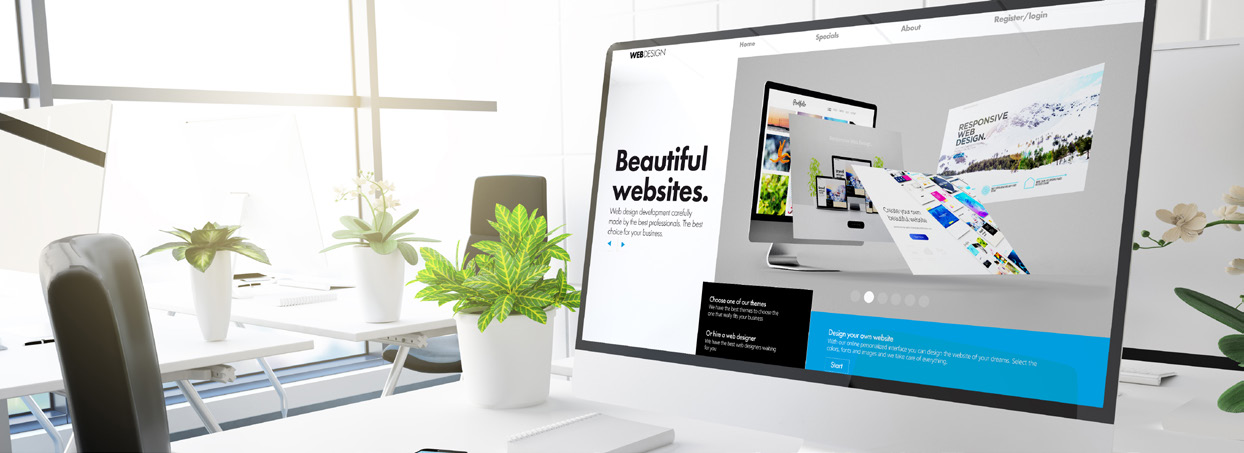 WEBDESIGN
Home
Specials
About
Register/login
Beautiful
websites.
Web design development carefully
made by the best professionals. The best
choice for your business.
Portfolio
RESPONSIVE
WEB
DESIGN.
Create your own
beautiful website.
Choose one of our themes
We have the best themes to choose the
one that really fits your business
Or hire a web designer
We have the best web designers waiting
for you
Design your own website
With our online personalized interface you can design the website of your dreams. Select the
colors, fonts and images and we take care of everything.
Start